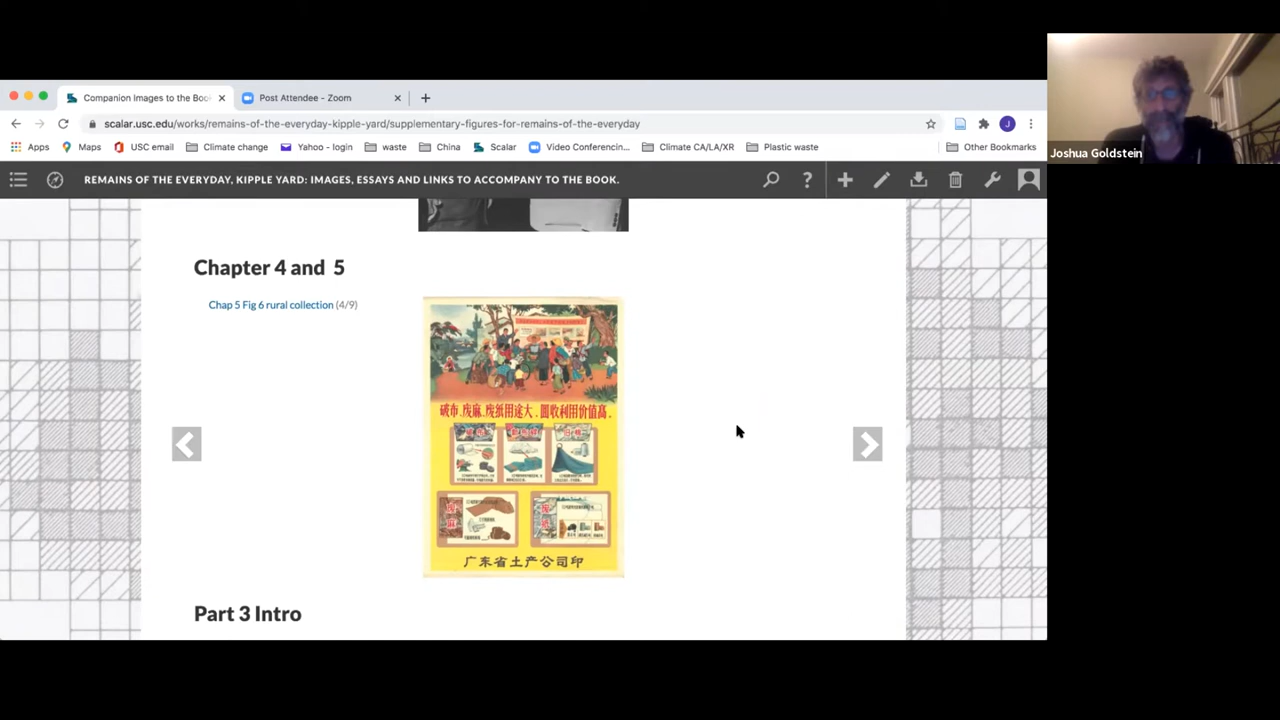 Companion Images to the Boo
Post Attendee - Zoom
scalar.usc.edu/works/remains-of-the-everyday-kipple-yard/supplementary-figures-for-remains-of-the-everyday
Apps
Maps
USC email
Climate change
Yahoo - login
waste
China
Scalar
Video Conferencin...
Climate CA/LA/XR
Plastic waste
Other Bookmarks
REMAINS OF THE EVERYDAY, KIPPLE YARD: IMAGES, ESSAYS AND LINKS TO ACCOMPANY TO THE BOOK.
Joshua Goldstein
Chapter 4 and 5
Chap 5 Fig 6 rural collection (4/9)
破布、废麻、废纸用途大、回收利用价值高.
广东省土产公司印
Part 3 Intro